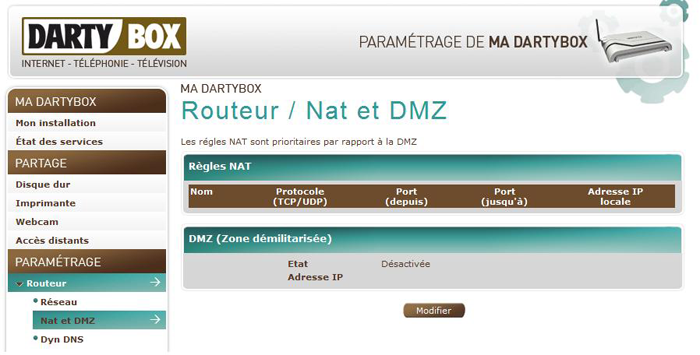 DARTY BOX
INTERNET - TÉLÉPHONIE - TÉLÉVISION
PARAMÉTRAGE DE MA DARTYBOX
MA DARTYBOX
Mon installation
État des services
PARTAGE
Disque dur
Imprimante
Webcam
Accès distants
PARAMÉTRAGE
Routeur
Réseau
Nat et DMZ
Dyn DNS
MA DARTYBOX
Routeur / Nat et DMZ
Les régles NAT sont prioritaires par rapport à la DMZ
Règles NAT
Nom Protocole (TCP/UDP) Port (depuis) Port (jusqu'à) Adresse IP locale
DMZ (Zone démilitarisée)
Etat Désactivée
Adresse IP
Modifier